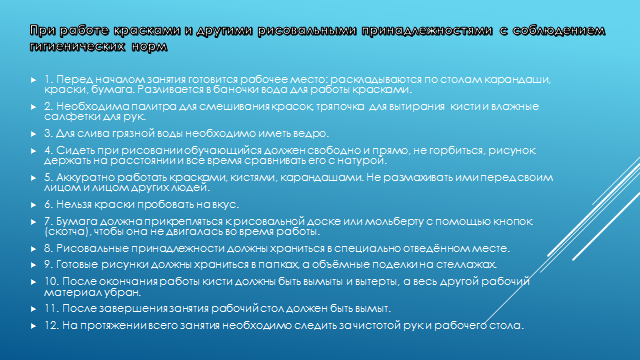 При работе красками и другими рисовальными принадлежностями с соблюдением
гигиенических норм
1. Перед началом занятия готовится рабочее место: раскладываются по столам карандаши,
краски, бумага. Разливается в баночки вода для работы красками.
2. Необходима палитра для смешивания красок, тряпочка для вытирания кисти и влажные
салфетки для рук.
3. Для слива грязной воды необходимо иметь ведро.
4. Сидеть при рисовании обучающийся должен свободно и прямо, не горбиться, рисунок
держать на расстоянии и все время сравнивать его с натурой.
5. Аккуратно работать красками, кистями, карандашами. Не размахивать ими перед своим
лицом и лицом других людей.
6. Нельзя краски пробовать на вкус.
7. Бумага должна прикрепляться к рисовальной доске или мольберту с помощью кнопок
(скотча), чтобы она не двигалась во время работы.
8. Рисовальные принадлежности должны храниться в специально отведённом месте.
9. Готовые рисунки должны храниться в папках, а объёмные поделки на стеллажах.
10. После окончания работы кисти должны быть вымыты и вытерты, а весь другой рабочий
материал убран.
11. После завершения занятия рабочий стол должен быть вымыт.
12. На протяжении всего занятия необходимо следить за чистотой рук и рабочего стола.